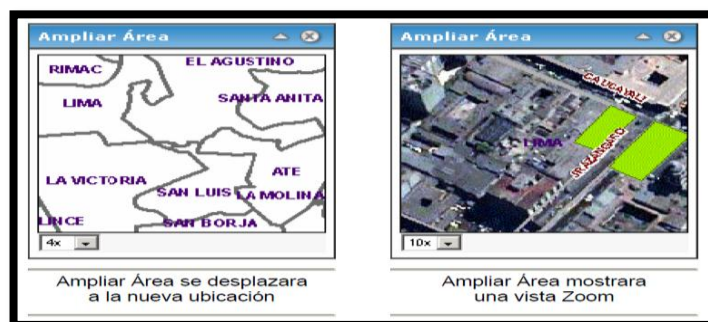 Ampliar Área
RIMAC
EL AGUSTINO
LIMA
SANTA ANITA
ATE
LA VICTORIA
SAN LUIS
LA MOLINA
LINCE
SAN BORJA
4x
Ampliar Área se desplazara
a la nueva ubicación
Ampliar Área
LIMA
10x
Ampliar Área mostrara
una vista Zoom